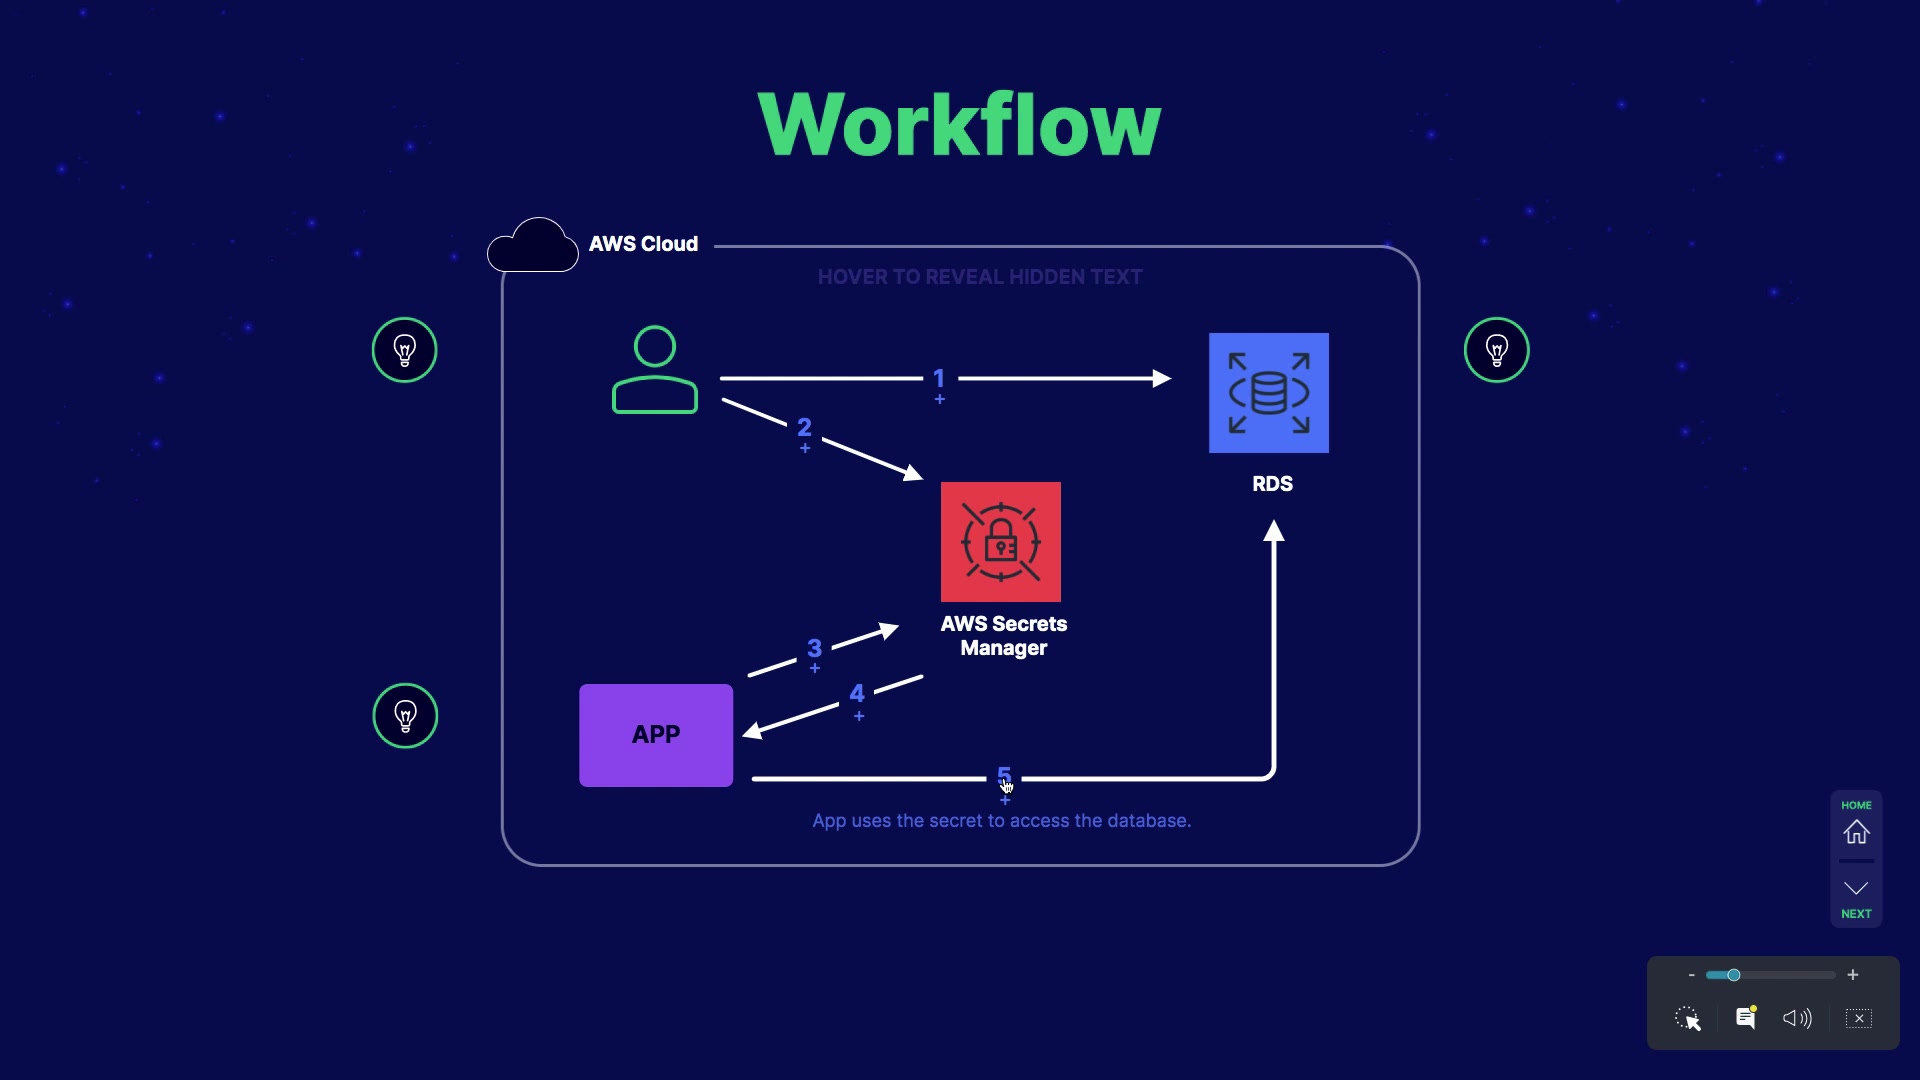 Workflow
AWS Cloud
HOVER TO REVEAL HIDDEN TEXT
1
+
2
+
RDS
AWS Secrets
Manager
3
+
4
+
APP
5
+
App uses the secret to access the database.
HOME
NEXT
- +